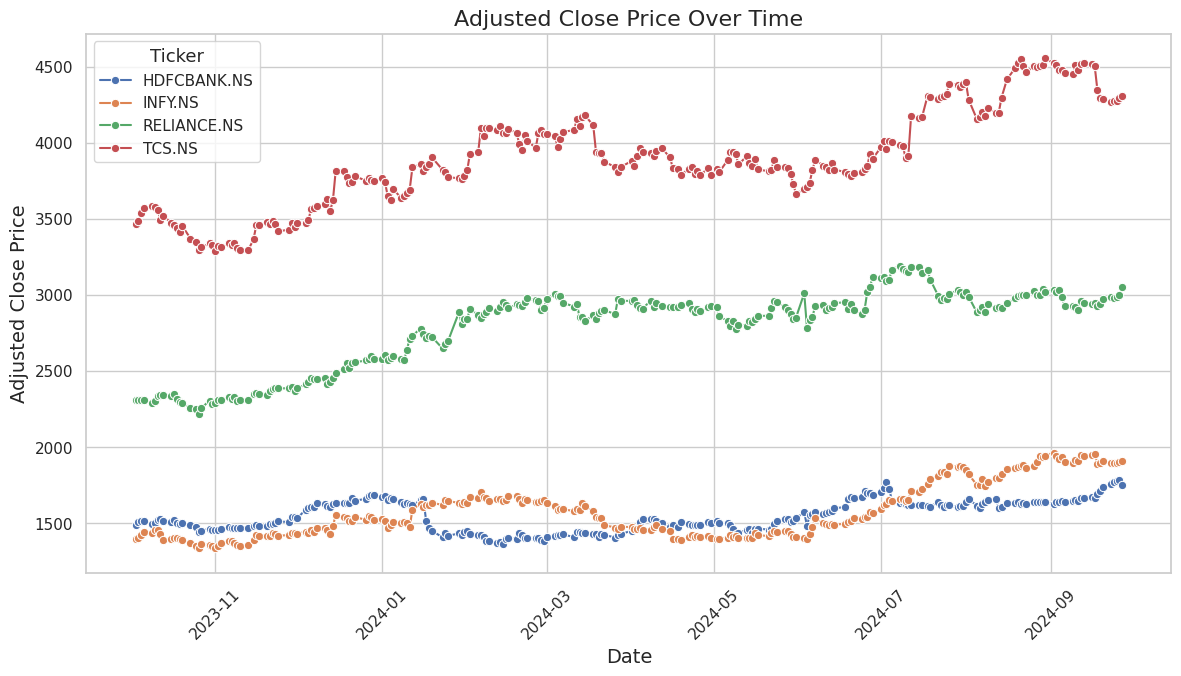 Adjusted Close Price Over Time
Ticker
HDFCBANK.NS
INFY.NS
RELIANCE.NS
TCS.NS
Adjusted Close Price
4500
4000
3500
3000
2500
2000
1500
2023-11
2024-01
2024-03
2024-05
2024-07
2024-09
Date